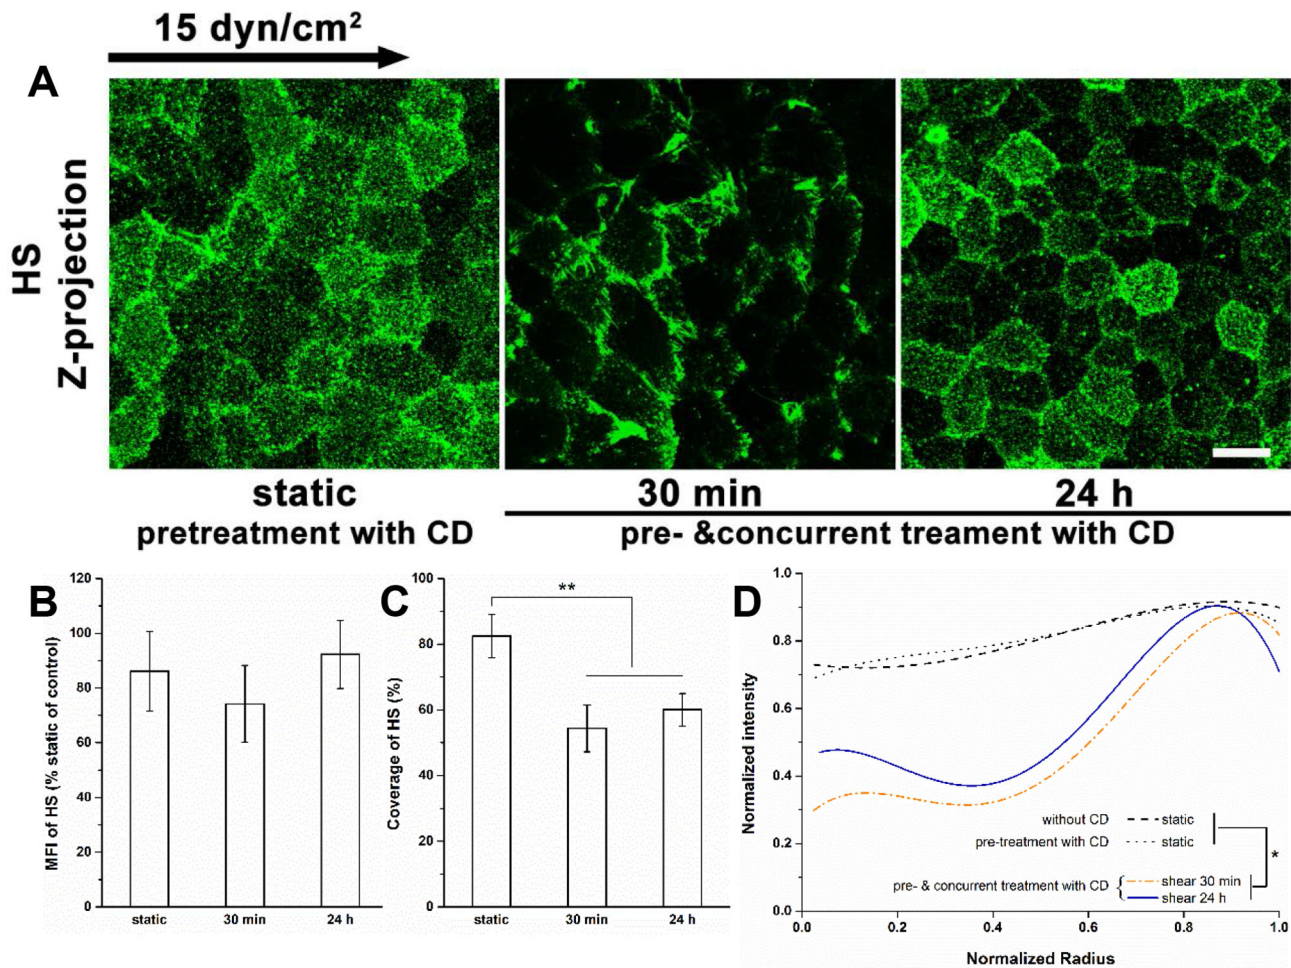 15 dyn/cm²
A
HS
Z-projection
static
30 min
24 h
pretreatment with CD
pre- &concurrent treament with CD
B
MFI of HS (% static of control)
120
100
80
60
40
20
0
static
30 min
24 h
C
Coverage of HS (%)
100
80
60
40
20
0
**
static
30 min
24 h
D
Normalized intensity
1.0
0.8
0.6
0.4
0.2
0.0
without CD static
pre-treatment with CD static
*
pre- & concurrent treatment with CD
shear 30 min
shear 24 h
0.0
0.2
0.4
0.6
0.8
1.0
Normalized Radius